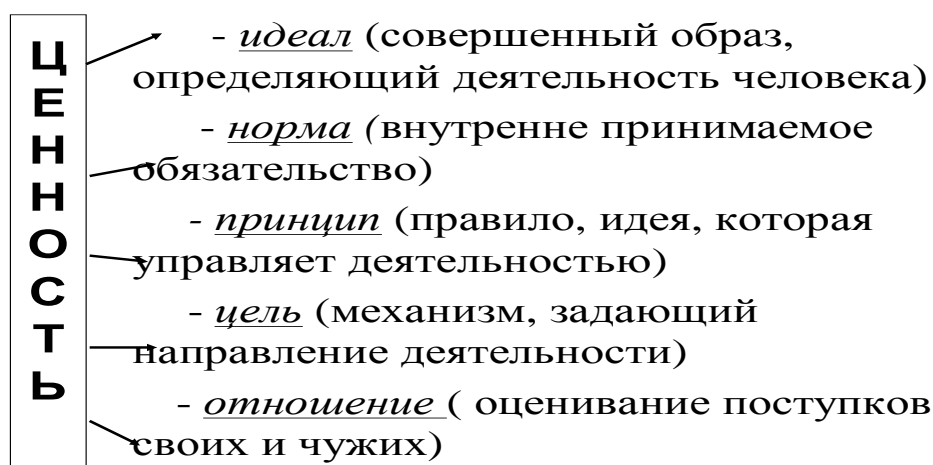 ЦЕННОСТЬ
- идеал (совершенный образ,
определяющий деятельность человека)
- норма (внутренне принимаемое
обязательство)
- принцип (правило, идея, которая
управляет деятельностью)
- цель (механизм, задающий
направление деятельности)
- отношение ( оценивание поступков
своих и чужих)